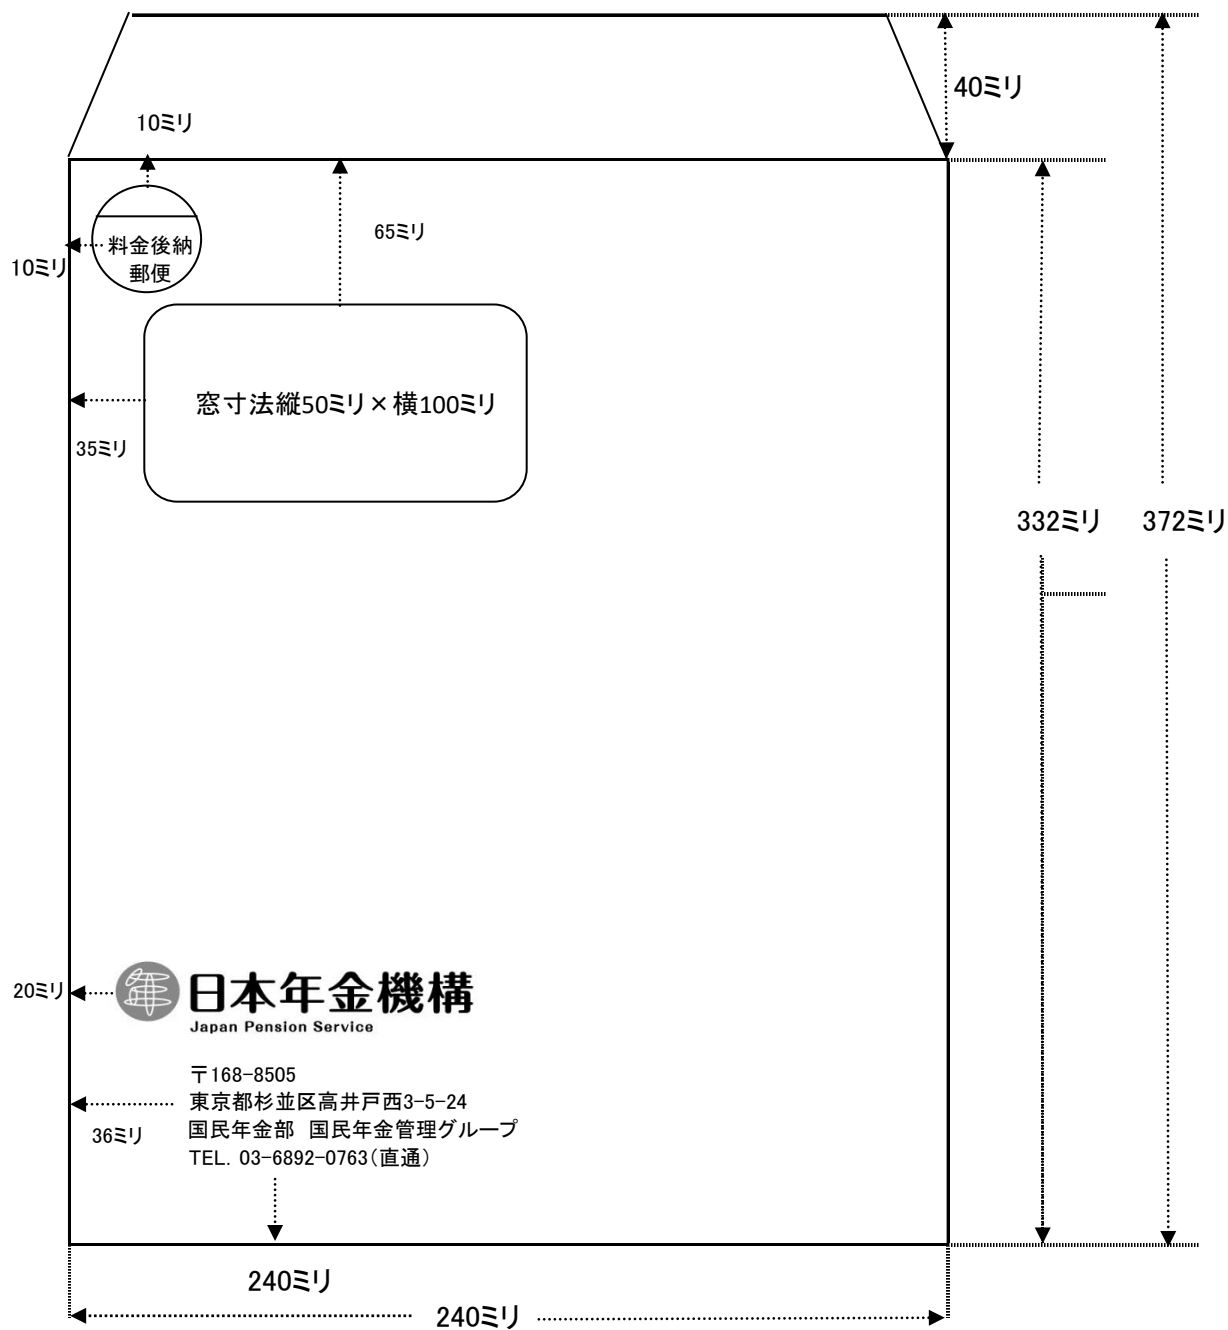 40ミリ
10ミリ
65ミリ
料金後納
郵便
10ミリ
窓寸法縦50ミリ×横100ミリ
35ミリ
332ミリ
372ミリ
20ミリ
日本年金機構
Japan Pension Service
〒168-8505
東京都杉並区高井戸西3-5-24
36ミリ
国民年金部　国民年金管理グループ
TEL. 03-6892-0763(直通)
240ミリ
240ミリ